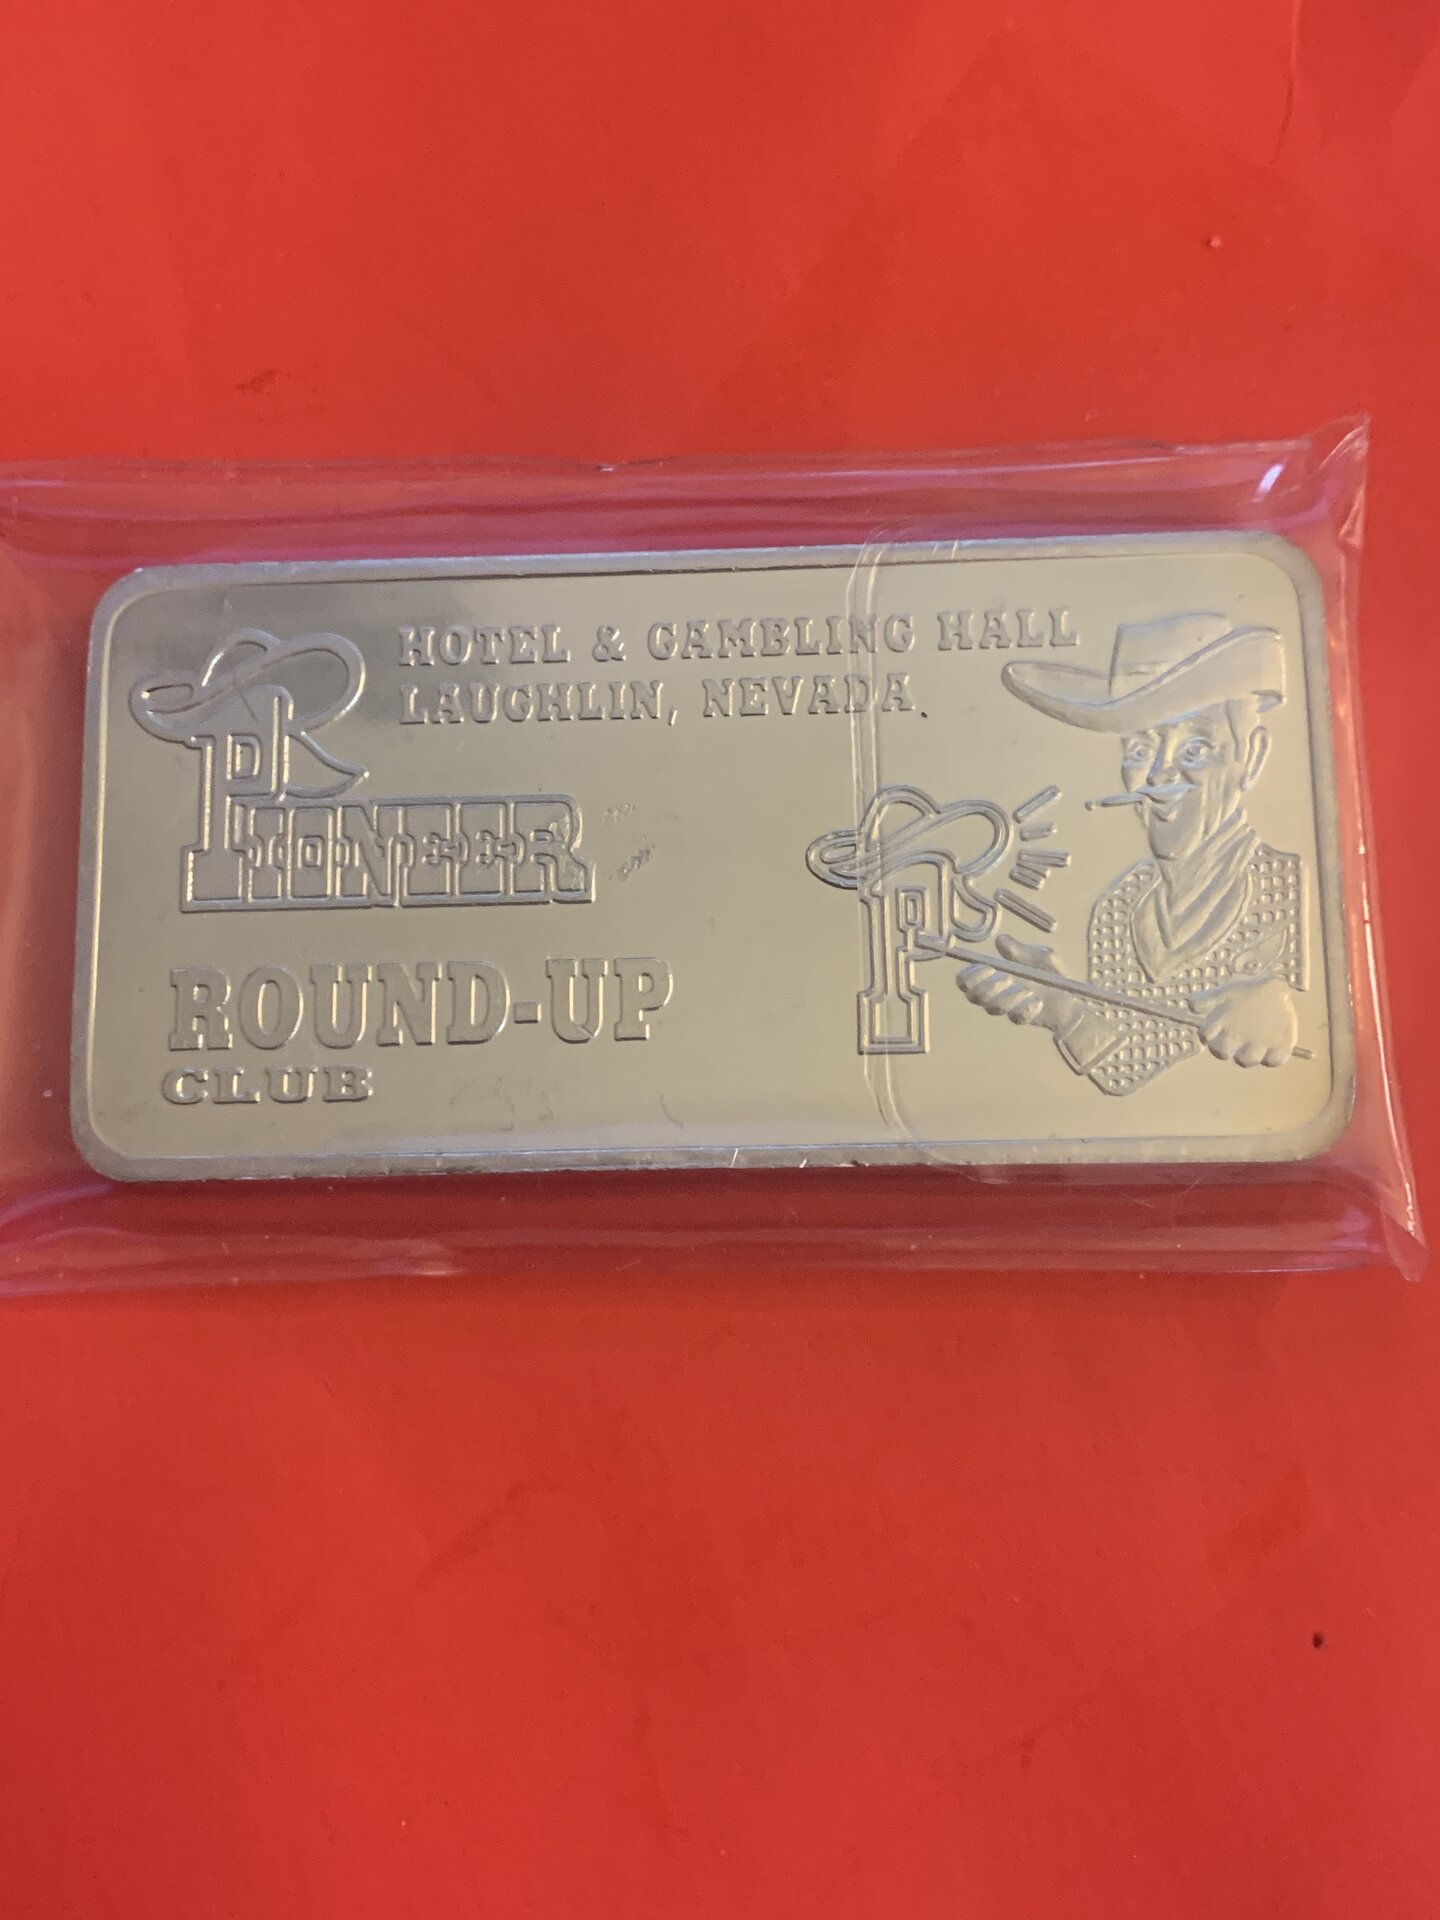 HOTEL & GAMBLING HALL
LAUGHLIN, NEVADA
PIONEER
ROUND-UP
CLUB
P